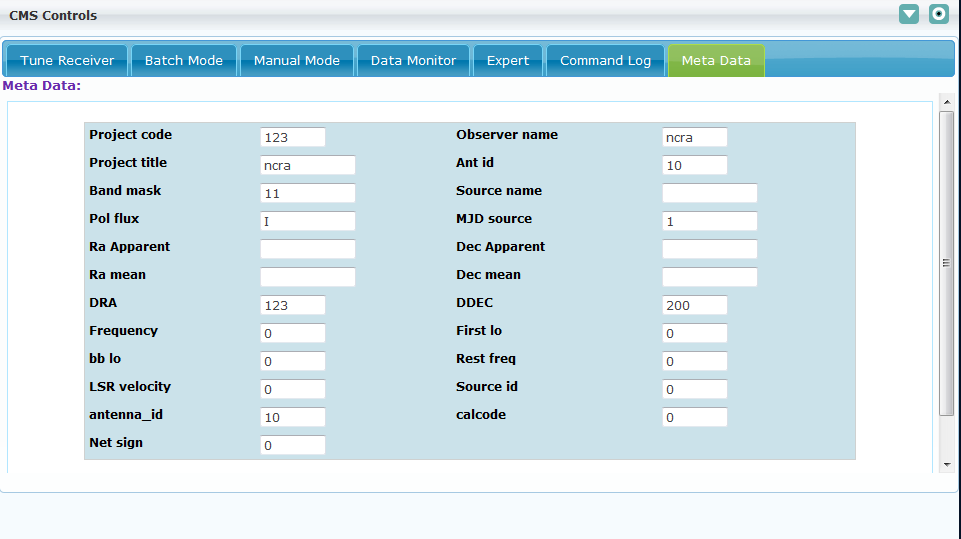 CMS Controls
Tune Receiver Batch Mode Manual Mode Data Monitor Expert Command Log Meta Data
Meta Data:
Project code 123 Observer name ncra
Project title ncra Ant id 10
Band mask 11 Source name
Pol flux I MJD source 1
Ra Apparent Dec Apparent
Ra mean Dec mean
DRA 123 DDEC 200
Frequency 0 First lo 0
bb lo 0 Rest freq 0
LSR velocity 0 Source id 0
antenna_id 10 calcode 0
Net sign 0